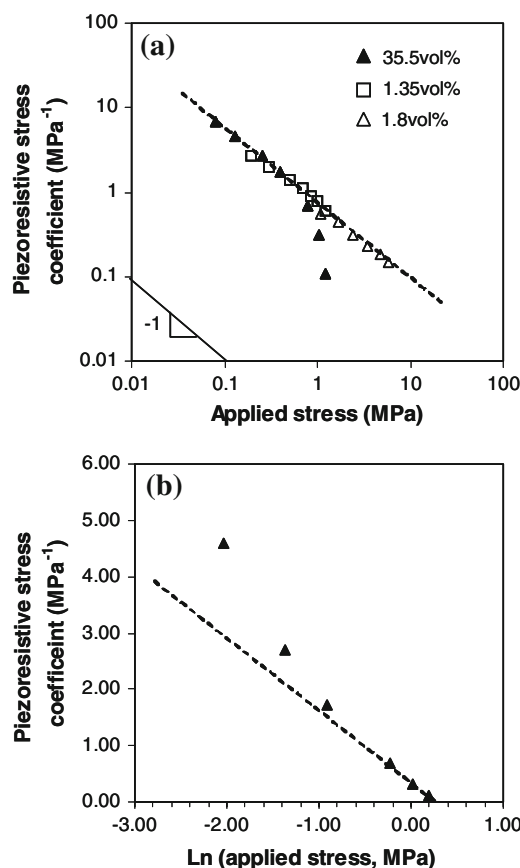 (a)
35.5vol%
1.35vol%
1.8vol%
100
10
1
0.1
0.01
-1
0.01 0.1 1 10 100
Piezoresistive stress
coefficient (MPa-1)
Applied stress (MPa)
(b)
6.00
5.00
4.00
3.00
2.00
1.00
0.00
-3.00 -2.00 -1.00 0.00 1.00
Piezoresistive stress
coefficeint (MPa-1)
Ln (applied stress, MPa)